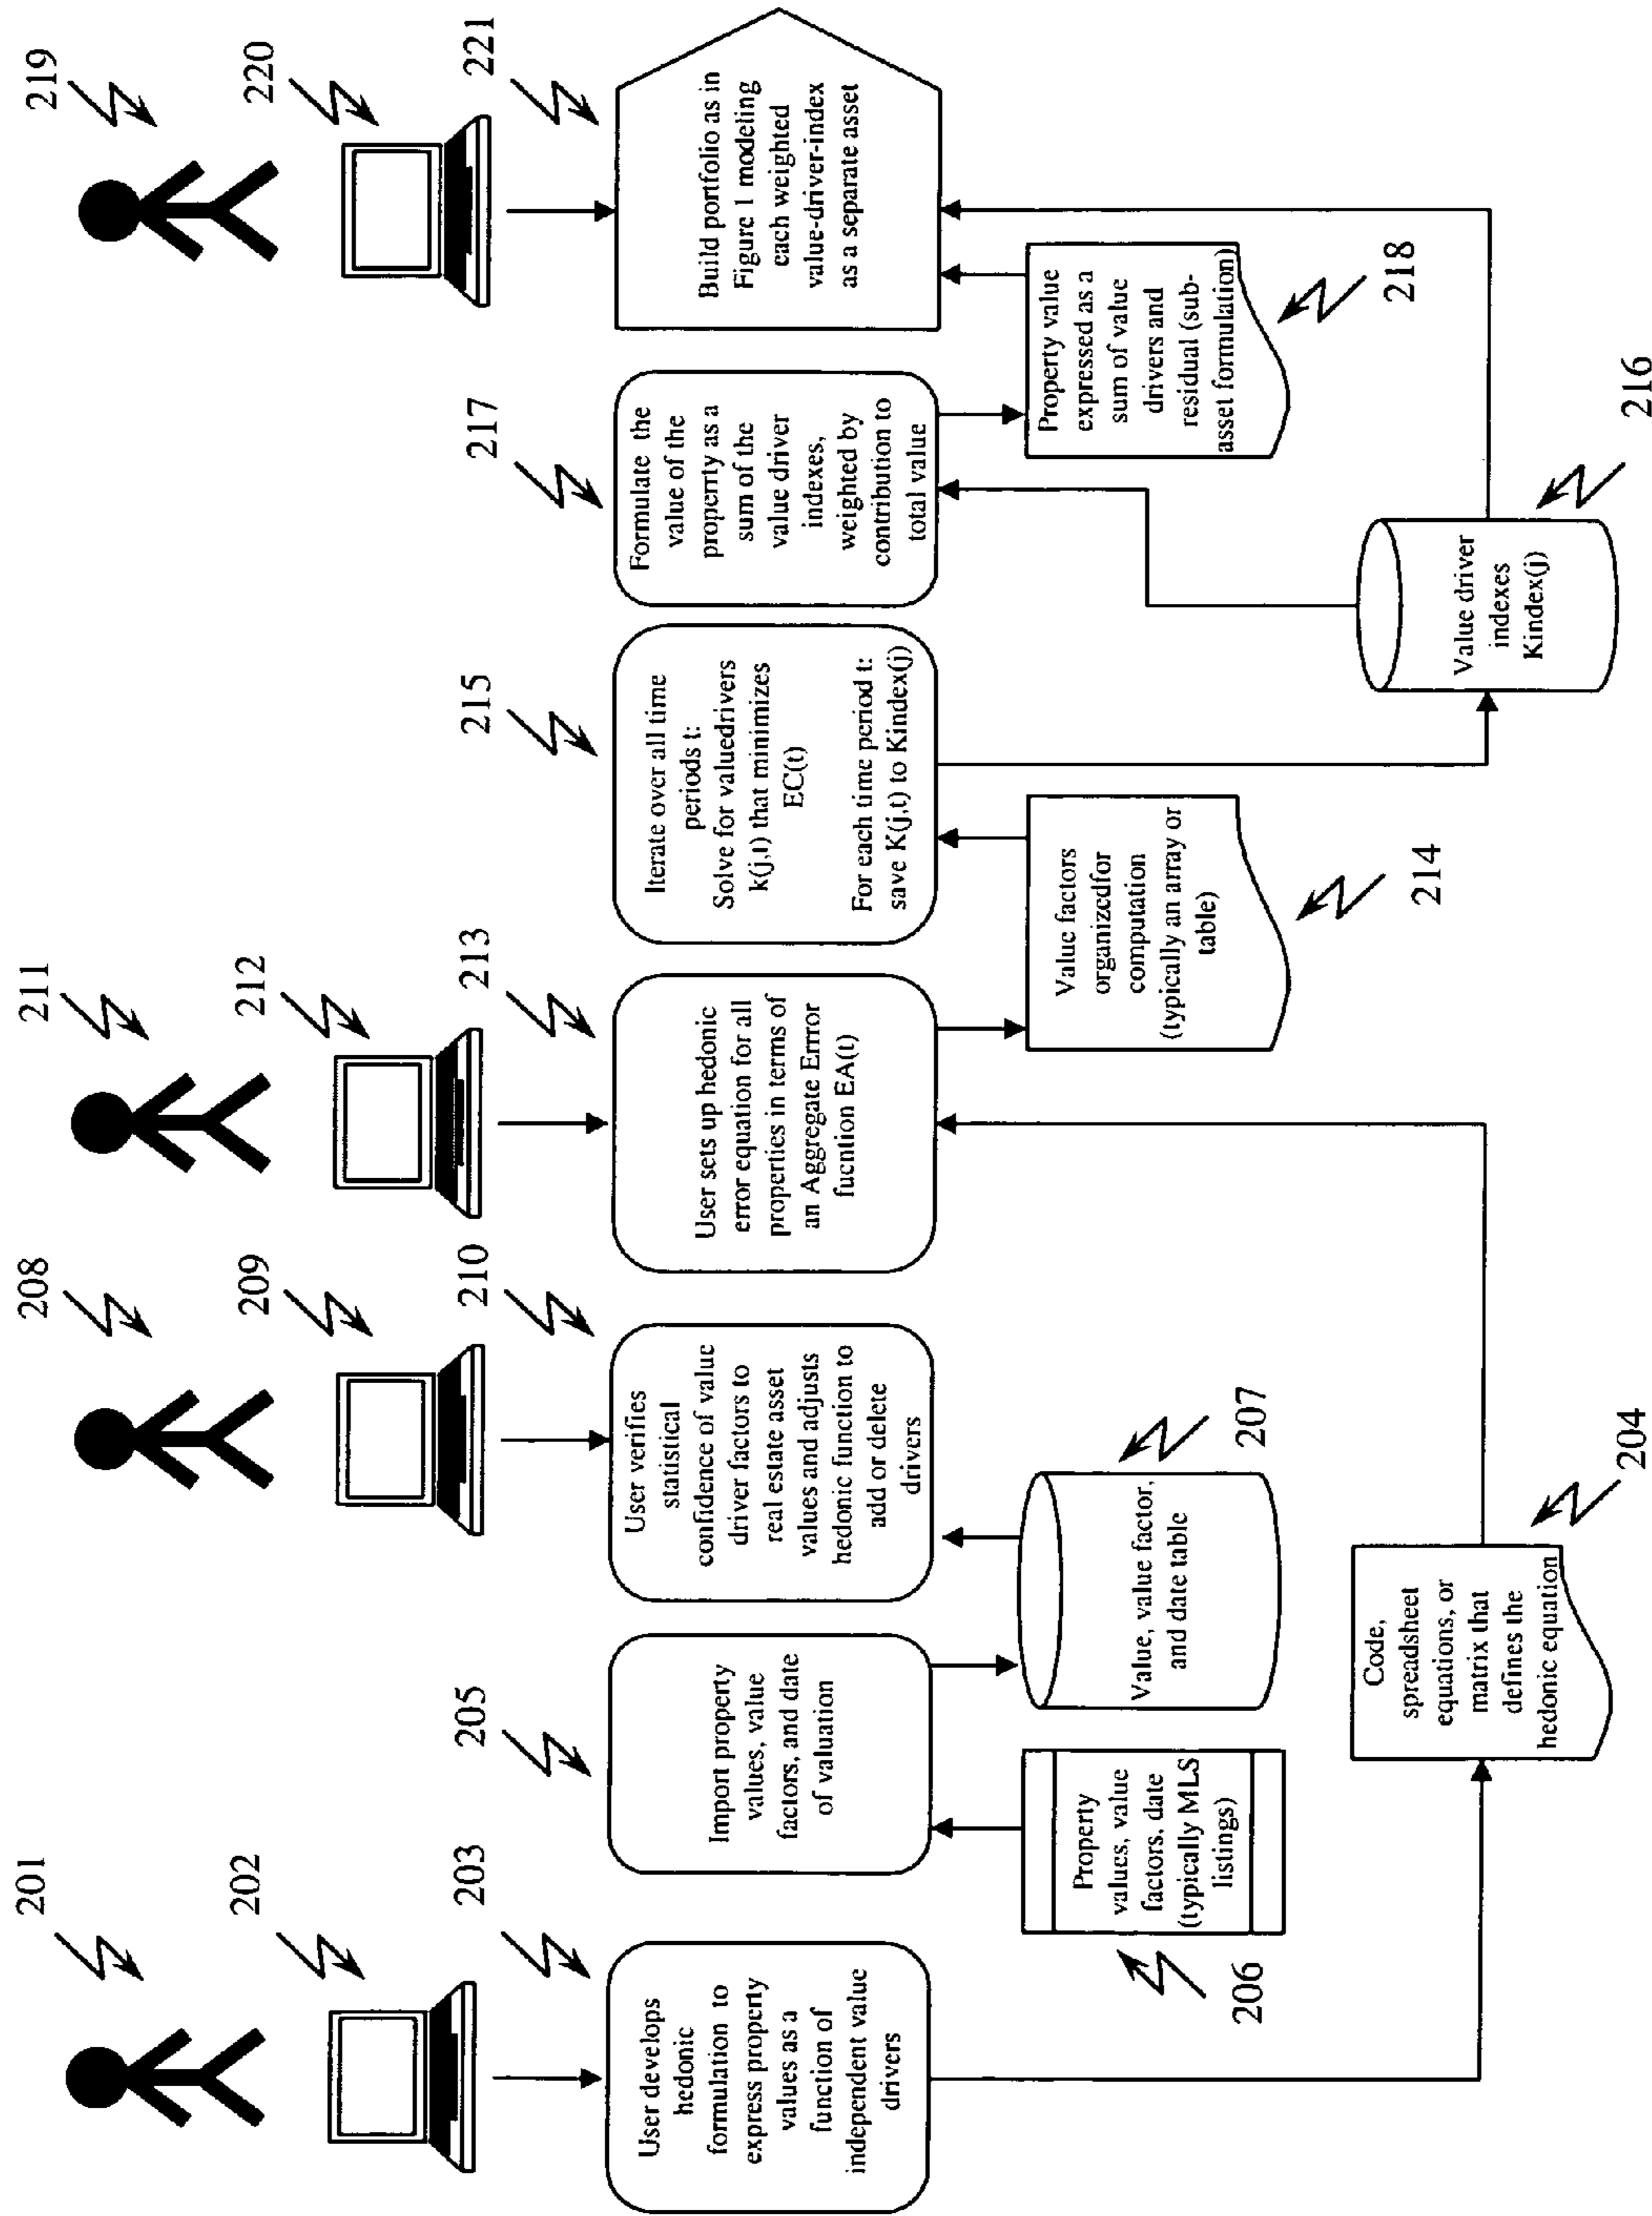 201
202
203
User develops
hedonic
formulation to
express property
values as a
function of
independent value
drivers
204
Code,
spreadsheet
equations, or
matrix that
defines the
hedonic equation
205
Import property
values, value
factors, and date
of valuation
206
Property
values, value
factors, date
(typically MLS
listings)
207
Value, value factor,
and date table
208
209
210
User verifies
statistical
confidence of value
driver factors to
real estate asset
values and adjusts
hedonic function to
add or delete
drivers
211
212
213
User sets up hedonic
error equation for all
properties in terms of
an Aggregate Errror
fucntion EA(t)
214
Value factors
organizedfor
computation
(typically an array or
table)
215
Iterate over all time
periods t:
Solve for valuedrivers
k(j,t) that minimizes
EC(t)
For each time period t:
save K(j,t) to Kindex(j)
216
Value driver
indexes
Kindex(j)
217
Formulate the
value of the
property as a
sum of the
value driver
indexes,
weighted by
contribution to
total value
218
Property value
expressed as a
sum of value
drivers and
residual (sub-
asset formulation)
219
220
221
Build portfolio as in
Figure 1 modeling
each weighted
value-driver-index
as a separate asset